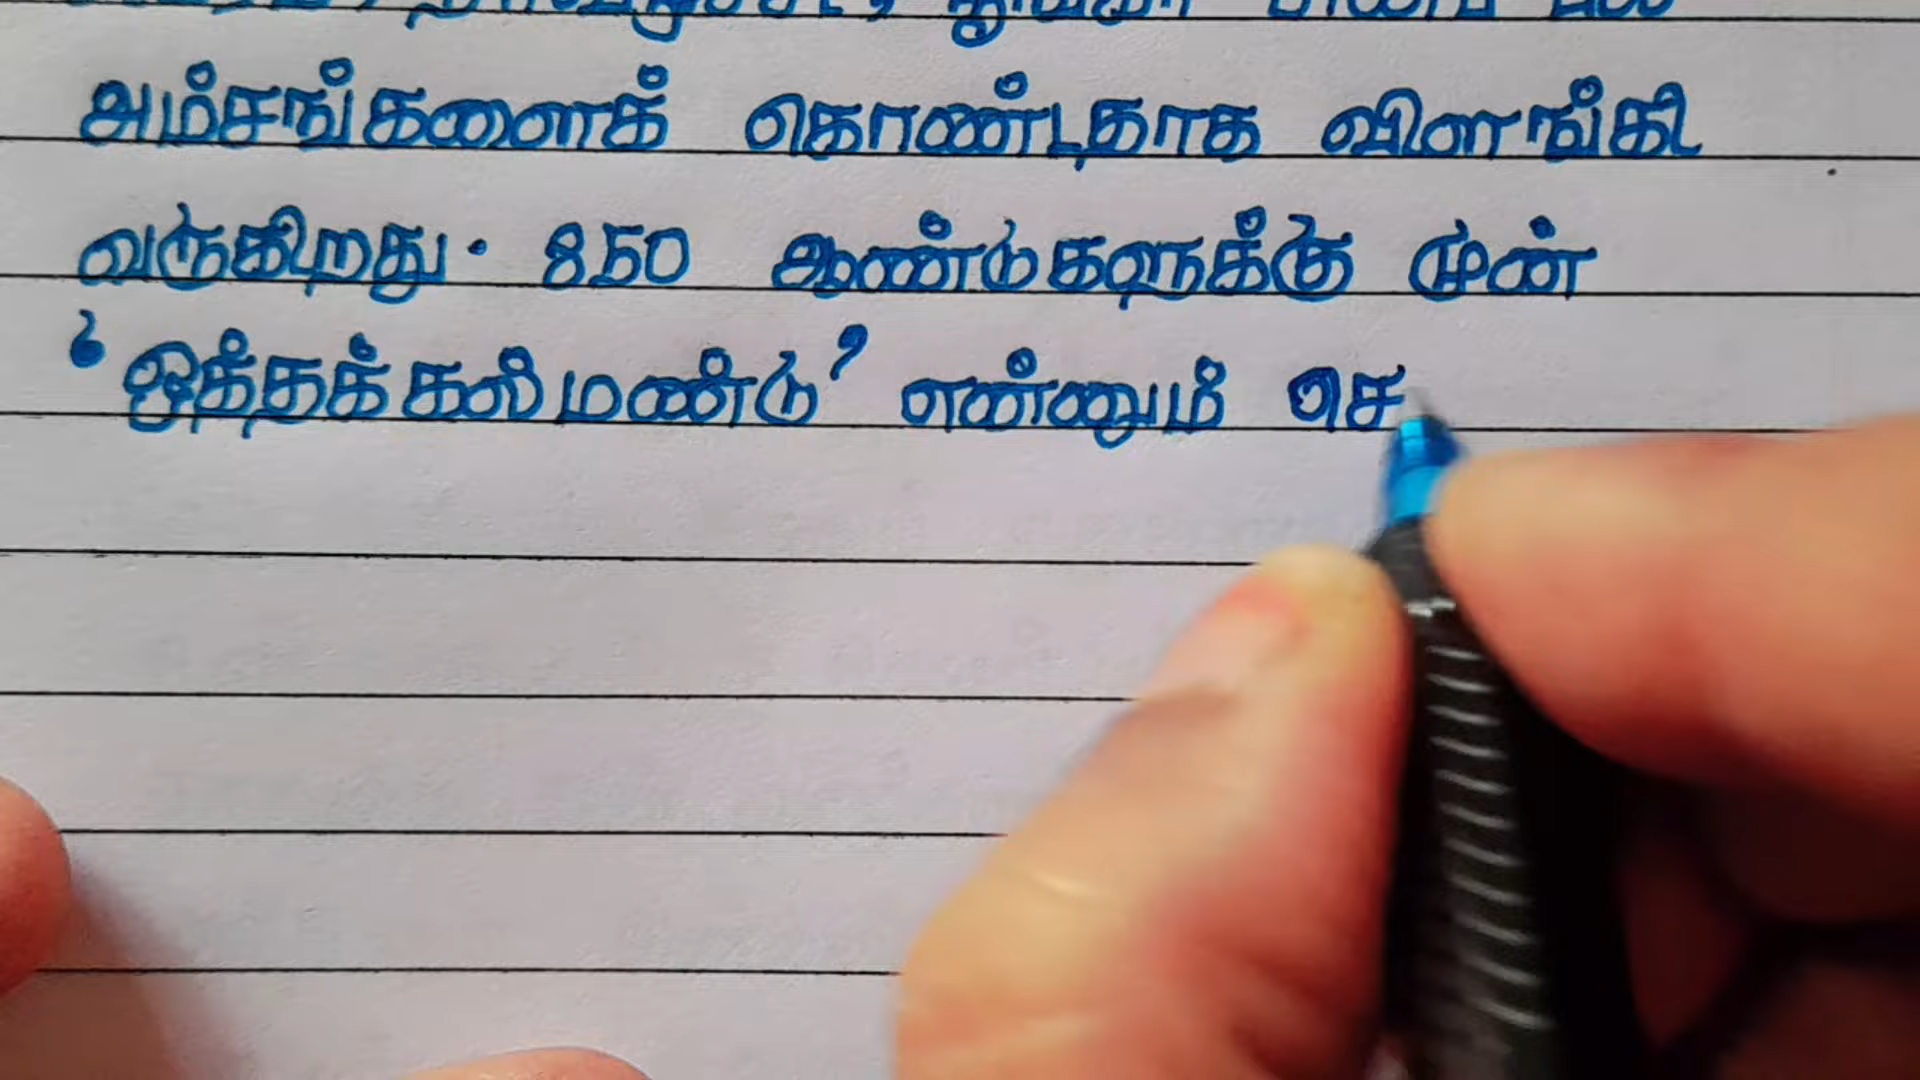 அம்சங்களைக் கொண்டதாக விளங்கி
வருகிறது. 850 ஆண்டுகளுக்கு முன்
‘ஒத்தக்கல்மண்டு’ என்னும் செ